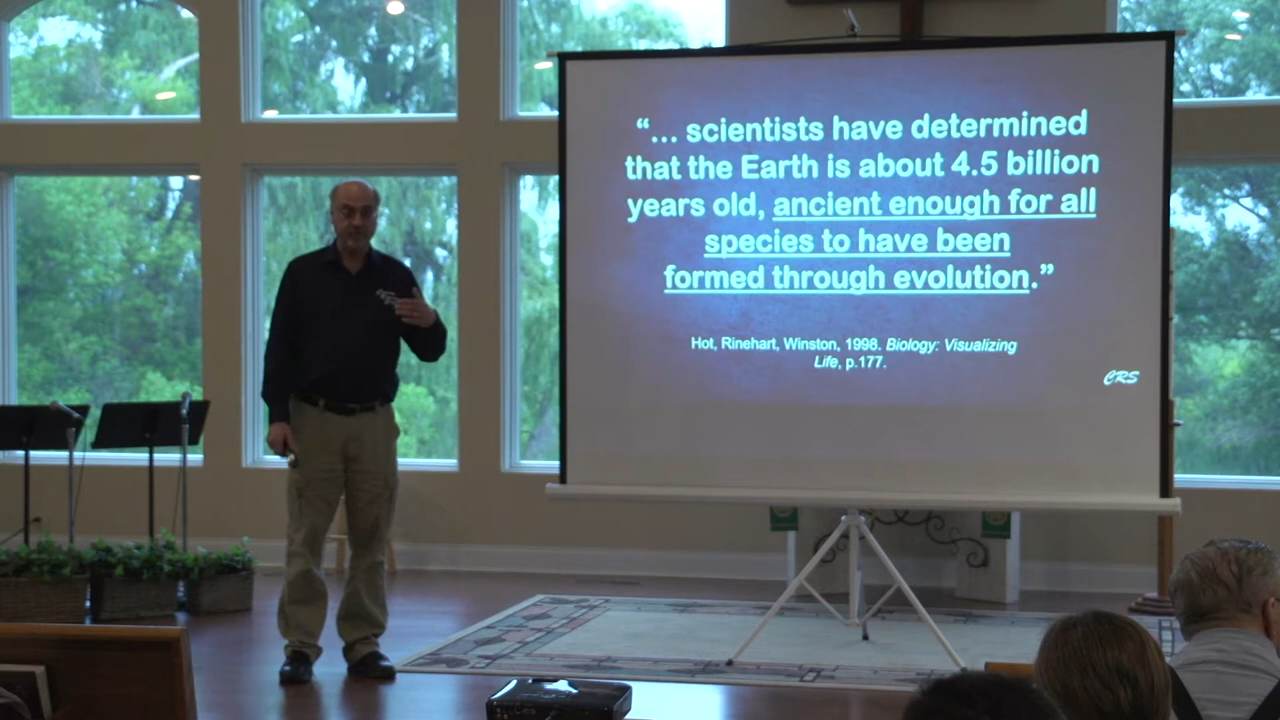 “... scientists have determined
that the Earth is about 4.5 billion
years old, ancient enough for all
species to have been
formed through evolution.”
Hot, Rinehart, Winston, 1998. Biology: Visualizing
Life, p.177.
CRS